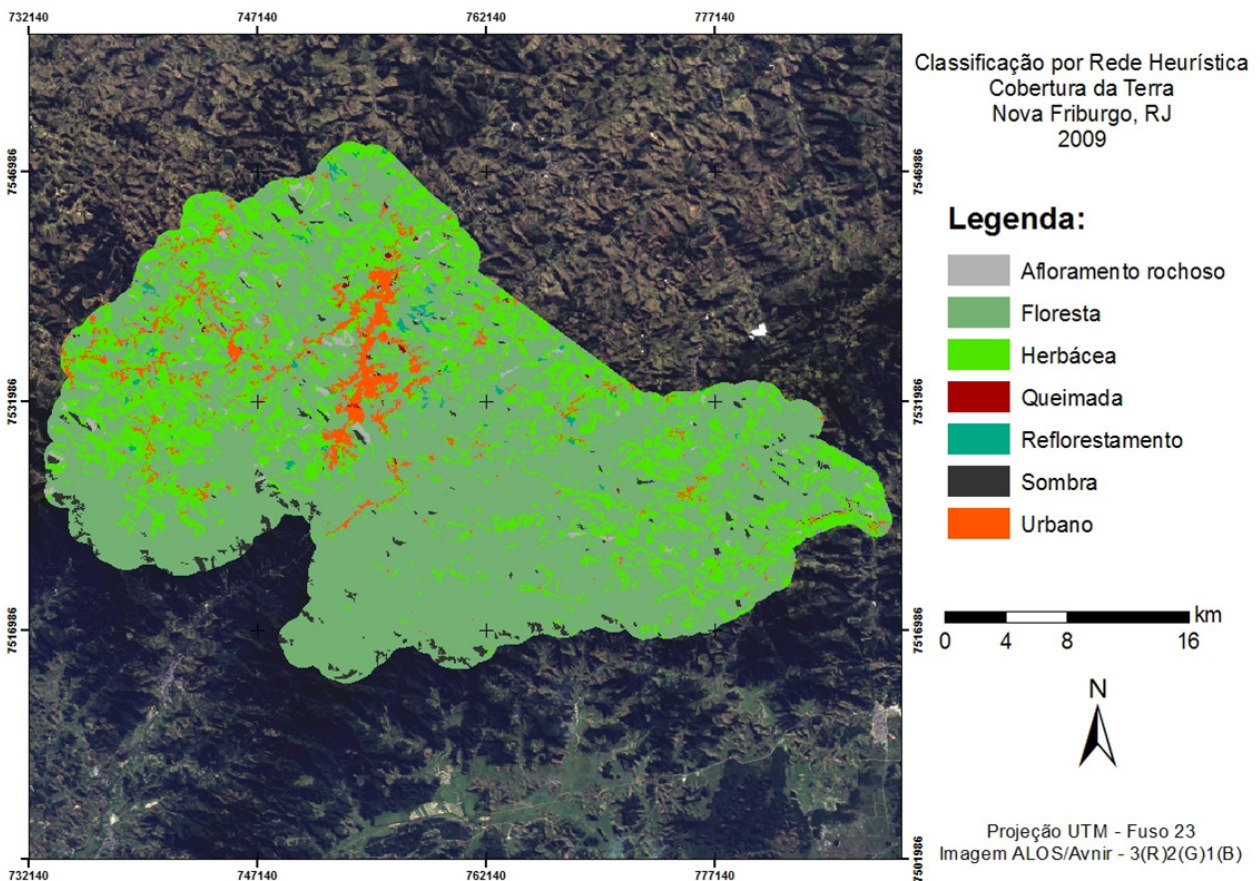 732140
747140
762140
777140
7546986
7531986
7516986
7546986
7531986
7516986
7501986
732140
747140
762140
777140
Classificação por Rede Heurística
Cobertura da Terra
Nova Friburgo, RJ
2009
Legenda:
Afloramento rochoso
Floresta
Herbácea
Queimada
Reflorestamento
Sombra
Urbano
km
0 4 8 16
N
Projeção UTM - Fuso 23
Imagem ALOS/Avnir - 3(R)2(G)1(B)